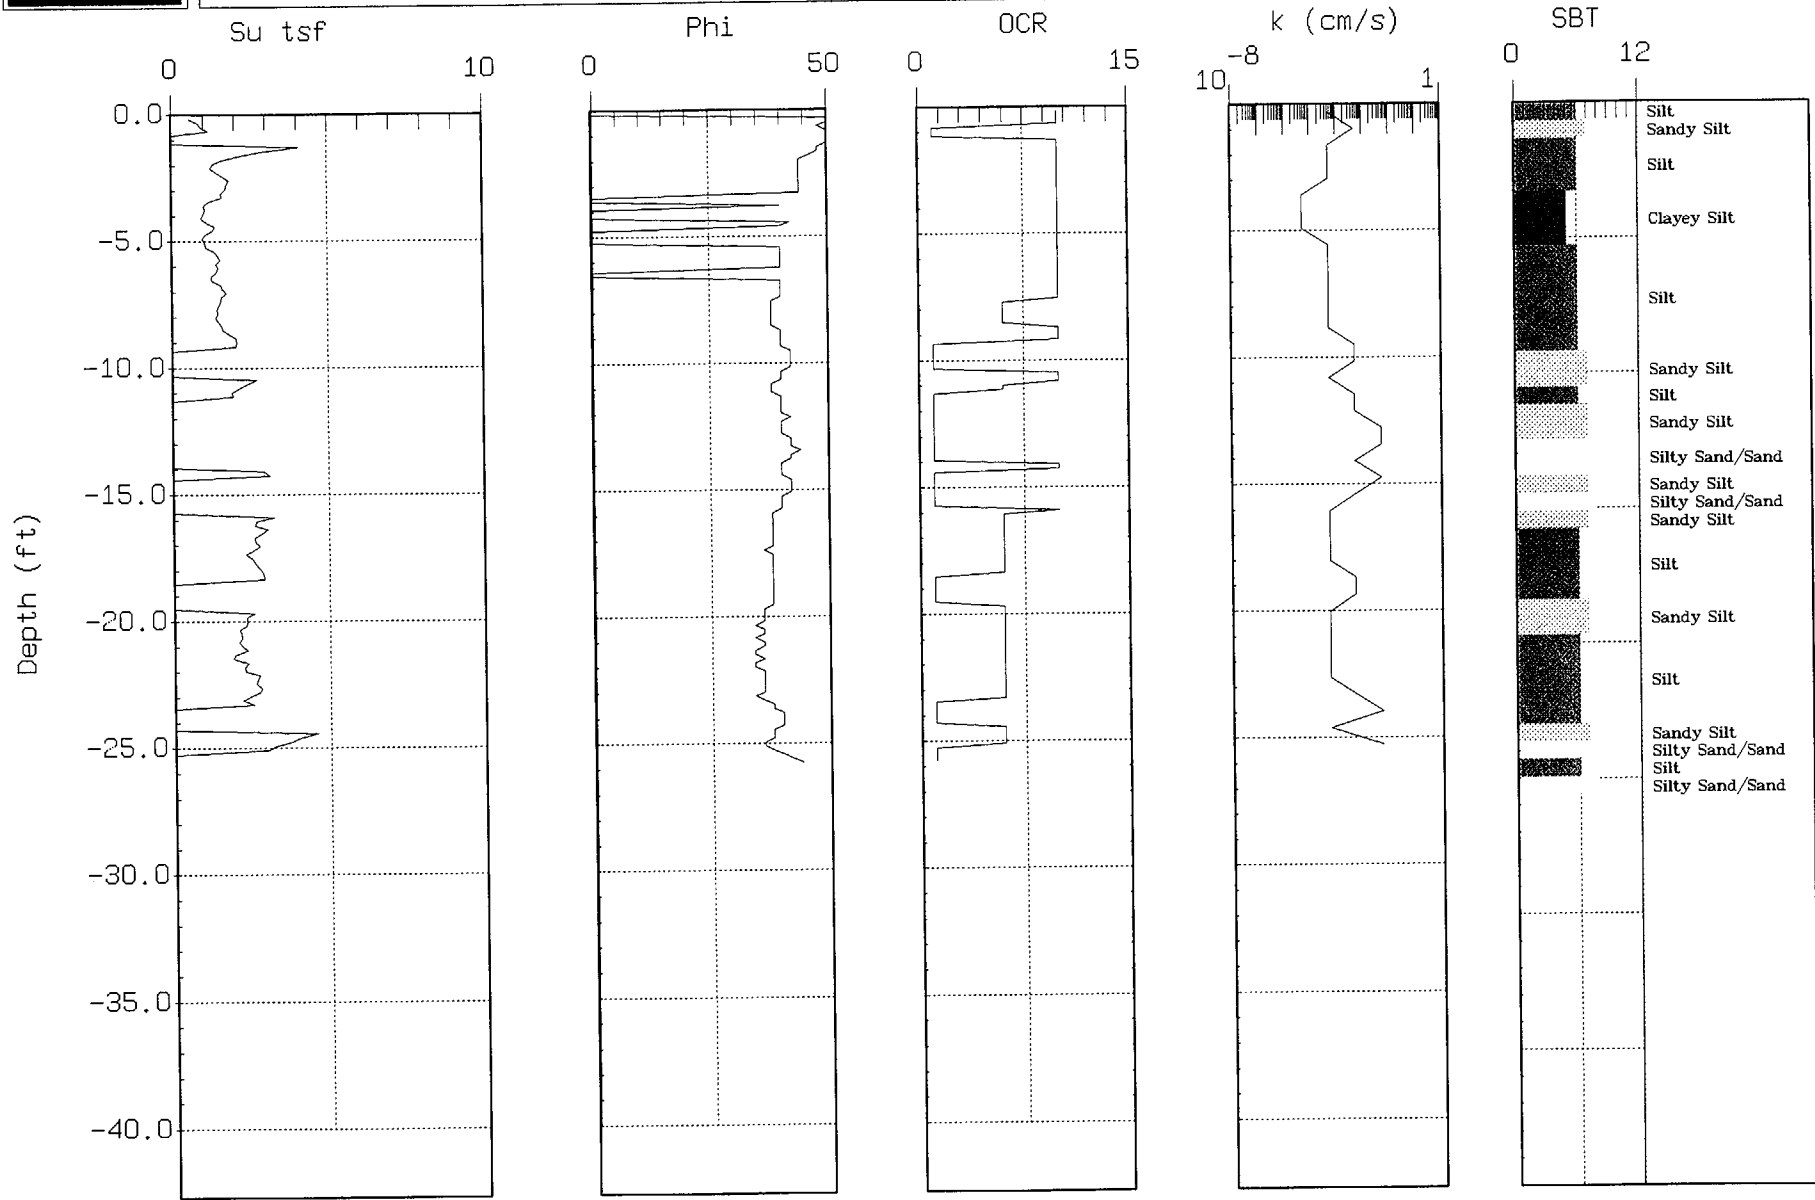 Su tsf
Phi
OCR
k (cm/s)
SBT
0 10
0 50
0 15
10 -8 1
0 12
Depth (ft)
0.0
-5.0
-10.0
-15.0
-20.0
-25.0
-30.0
-35.0
-40.0
Silt
Sandy Silt
Silt
Clayey Silt
Silt
Sandy Silt
Silt
Sandy Silt
Silty Sand/Sand
Sandy Silt
Silty Sand/Sand
Sandy Silt
Silt
Sandy Silt
Silt
Sandy Silt
Silty Sand/Sand
Silt
Silty Sand/Sand